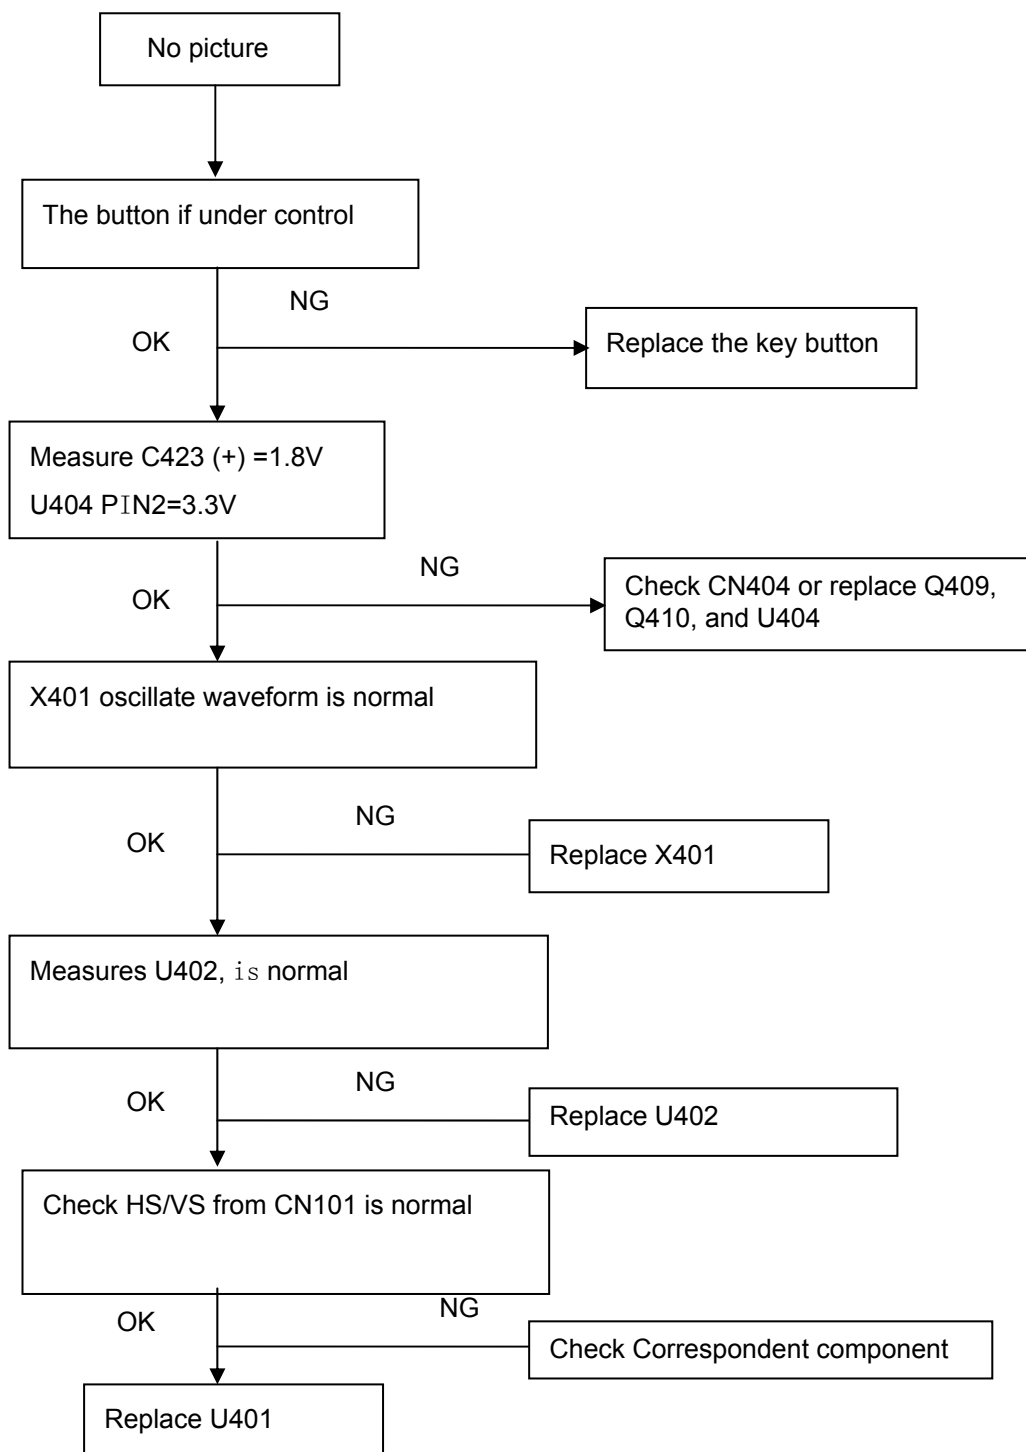 No picture
The button if under control
NG
OK
Replace the key button
Measure C423 (+) =1.8V
U404 PIN2=3.3V
NG
OK
Check CN404 or replace Q409,
Q410, and U404
X401 oscillate waveform is normal
NG
OK
Replace X401
Measures U402, is normal
NG
OK
Replace U402
Check HS/VS from CN101 is normal
NG
OK
Check Correspondent component
Replace U401